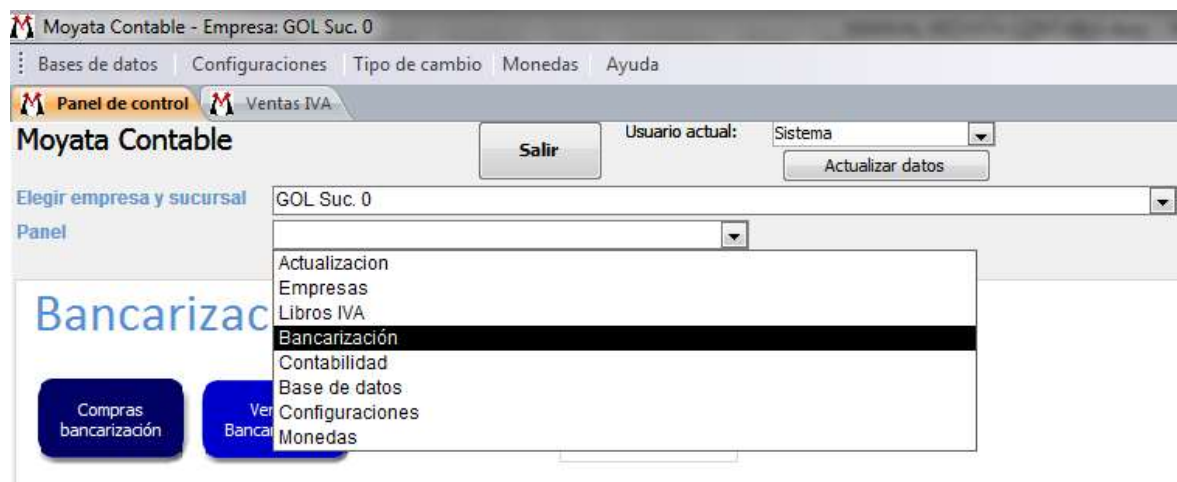 Moyata Contable - Empresa: GOL Suc. 0
Bases de datos Configuraciones Tipo de cambio Monedas Ayuda
Panel de control Ventas IVA
Moyata Contable Salir Usuario actual: Sistema
Actualizar datos
Elegir empresa y sucursal GOL Suc. 0
Panel
Actualizacion
Empresas
Libros IVA
Bancarizac
Bancarización
Contabilidad
Base de datos
Configuraciones
Monedas
Compras
bancarización